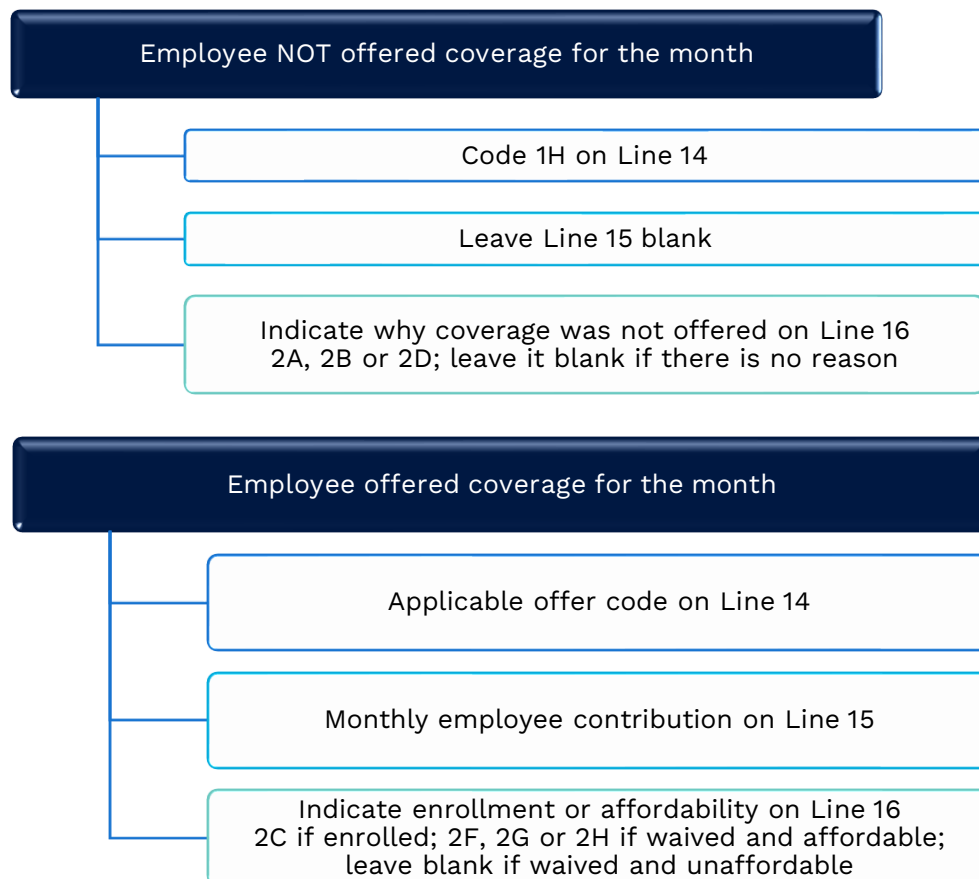 Employee NOT offered coverage for the month
Code 1H on Line 14
Leave Line 15 blank
Indicate why coverage was not offered on Line 16
2A, 2B or 2D; leave it blank if there is no reason
Employee offered coverage for the month
Applicable offer code on Line 14
Monthly employee contribution on Line 15
Indicate enrollment or affordability on Line 16
2C if enrolled; 2F, 2G or 2H if waived and affordable;
leave blank if waived and unaffordable